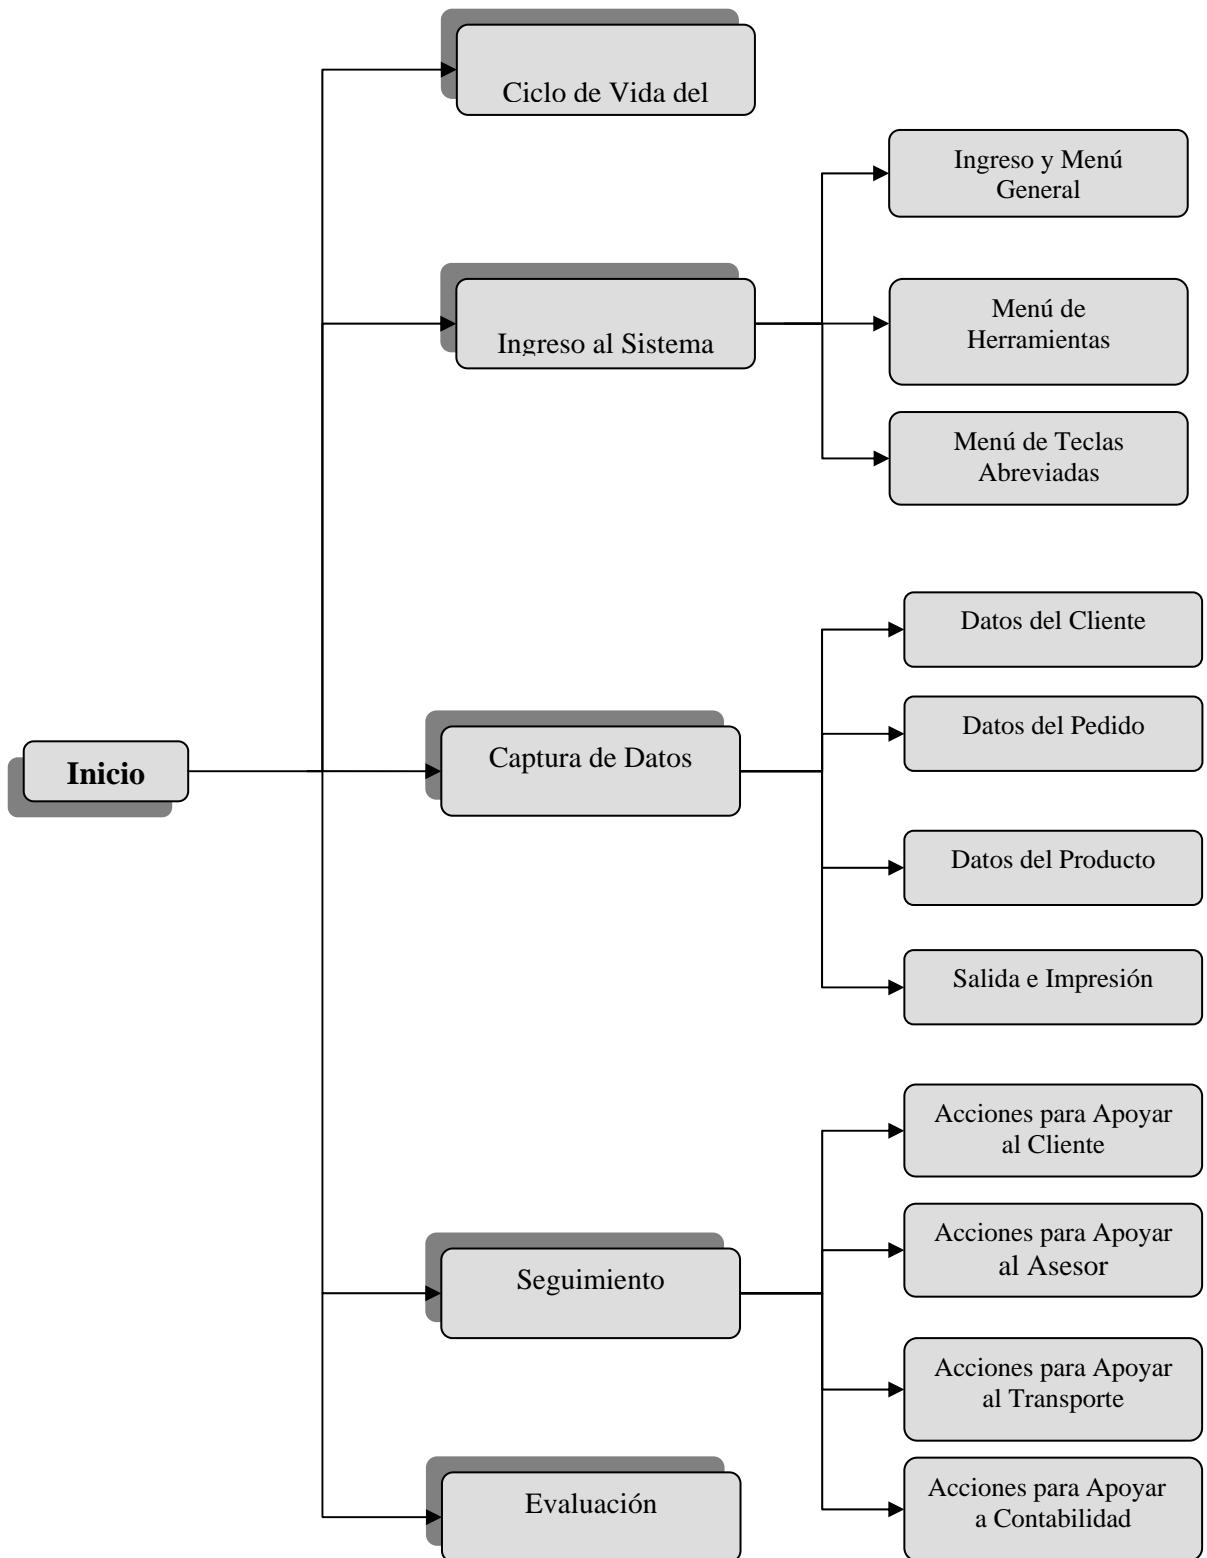 Ciclo de Vida del
Ingreso y Menú
General
Ingreso al Sistema
Menú de
Herramientas
Menú de Teclas
Abreviadas
Inicio
Captura de Datos
Datos del Cliente
Datos del Pedido
Datos del Producto
Salida e Impresión
Seguimiento
Acciones para Apoyar
al Cliente
Acciones para Apoyar
al Asesor
Acciones para Apoyar
al Transporte
Acciones para Apoyar
a Contabilidad
Evaluación